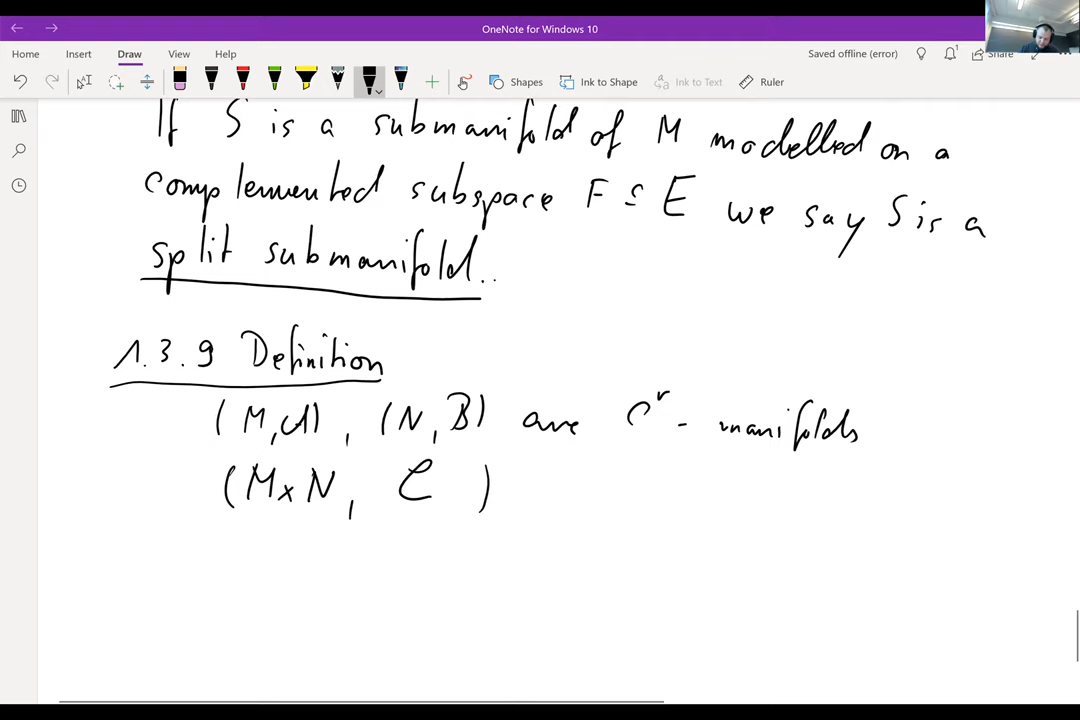 OneNote for Windows 10
Home Insert Draw View Help Saved offline (error) Share
Shapes Ink to Shape Ink to Text Ruler
If S is a submanifold of M modelled on a
complemented subspace F ⊆ E we say S is a
split submanifold..
1.3.9 Definition
(M, A), (N, B) are C^r - manifolds
(M × N, C )